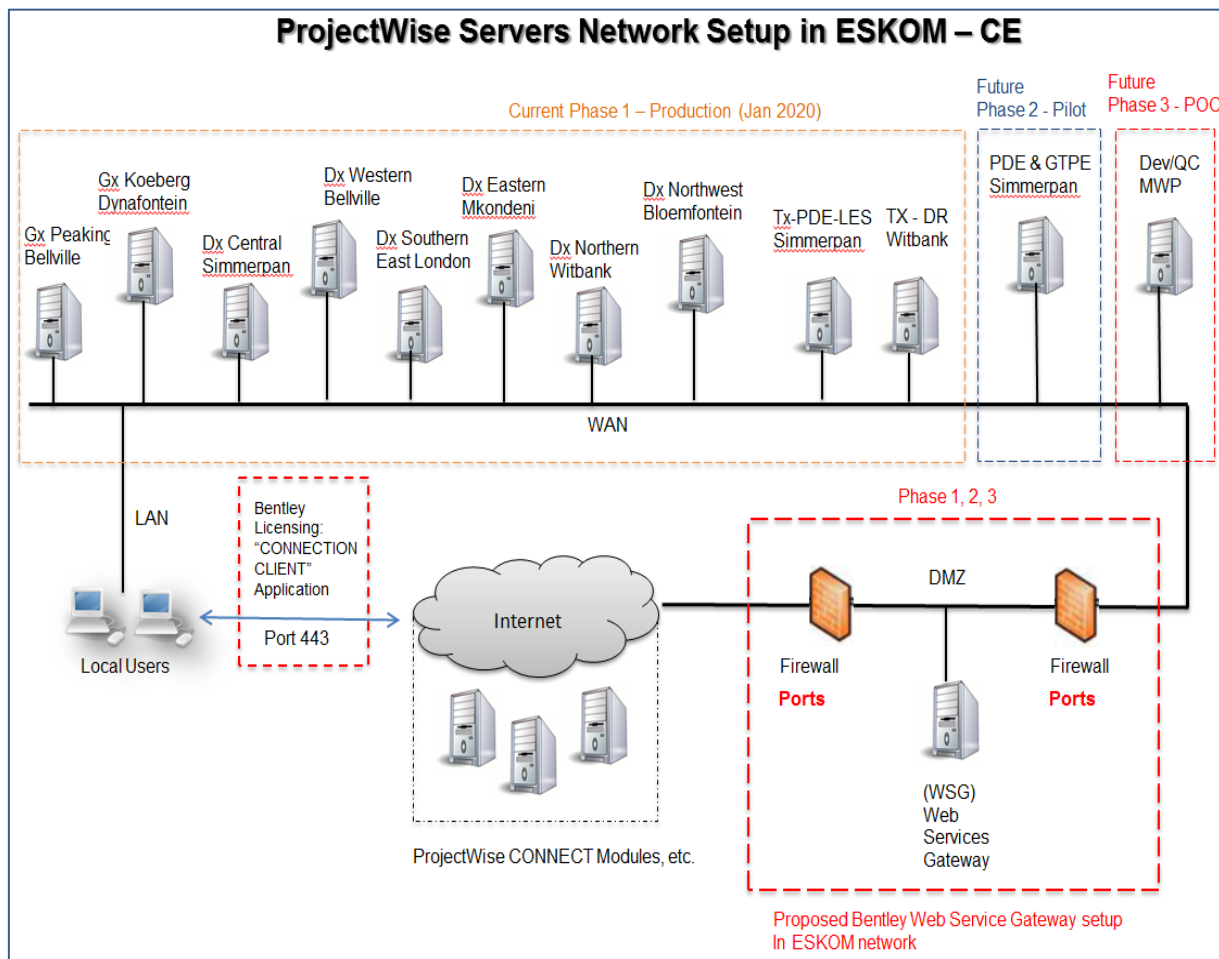 ProjectWise Servers Network Setup in ESKOM – CE
Current Phase 1 – Production (Jan 2020)
Future
Phase 2 - Pilot
Future
Phase 3 - POC
Gx Peaking
Bellville
Gx Koeberg
Dynafontein
Dx Central
Simmerpan
Dx Western
Bellville
Dx Southern
East London
Dx Eastern
Mkondeni
Dx Northern
Witbank
Dx Northwest
Bloemfontein
Tx-PDE-LES
Simmerpan
TX - DR
Witbank
PDE & GTPE
Simmerpan
Dev/QC
MWP
WAN
LAN
Bentley
Licensing:
“CONNECTION
CLIENT”
Application
Port 443
Local Users
Internet
ProjectWise CONNECT Modules, etc.
Phase 1, 2, 3
DMZ
Firewall
Ports
Firewall
Ports
(WSG)
Web
Services
Gateway
Proposed Bentley Web Service Gateway setup
In ESKOM network